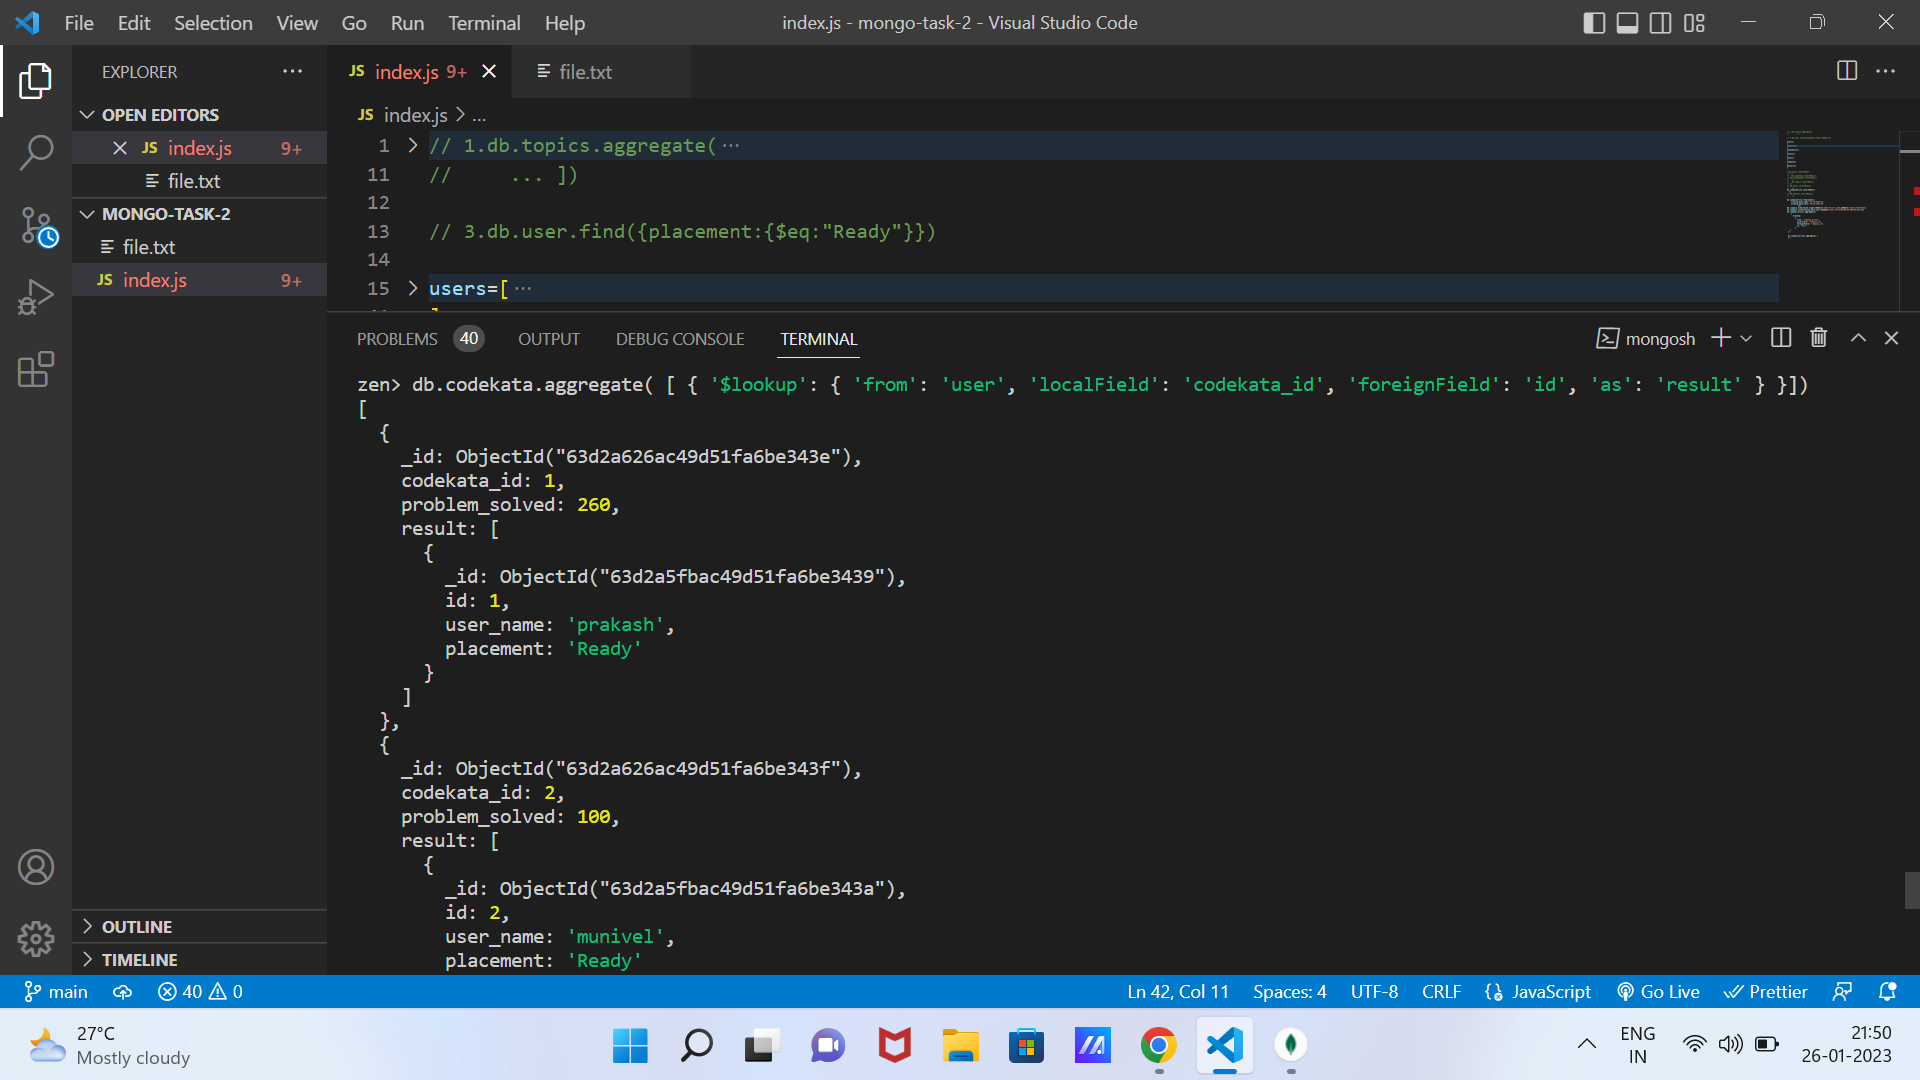 File Edit Selection View Go Run Terminal Help
index.js - mongo-task-2 - Visual Studio Code
EXPLORER
OPEN EDITORS
JS index.js 9+
file.txt
MONGO-TASK-2
file.txt
JS index.js 9+
OUTLINE
TIMELINE
JS index.js 9+
file.txt
JS index.js > ...
1 // 1.db.topics.aggregate( ···
11 //     ... ])
12
13 // 3.db.user.find({placement:{$eq:"Ready"}})
14
15 users=[ ···
PROBLEMS 40 OUTPUT DEBUG CONSOLE TERMINAL
mongosh
zen> db.codekata.aggregate( [ { '$lookup': { 'from': 'user', 'localField': 'codekata_id', 'foreignField': 'id', 'as': 'result' } }])
[
  {
    _id: ObjectId("63d2a626ac49d51fa6be343e"),
    codekata_id: 1,
    problem_solved: 260,
    result: [
      {
        _id: ObjectId("63d2a5fbac49d51fa6be3439"),
        id: 1,
        user_name: 'prakash',
        placement: 'Ready'
      }
    ]
  },
  {
    _id: ObjectId("63d2a626ac49d51fa6be343f"),
    codekata_id: 2,
    problem_solved: 100,
    result: [
      {
        _id: ObjectId("63d2a5fbac49d51fa6be343a"),
        id: 2,
        user_name: 'munivel',
        placement: 'Ready'
main 40 0
Ln 42, Col 11 Spaces: 4 UTF-8 CRLF JavaScript Go Live Prettier
27°C
Mostly cloudy
ENG
IN
21:50
26-01-2023